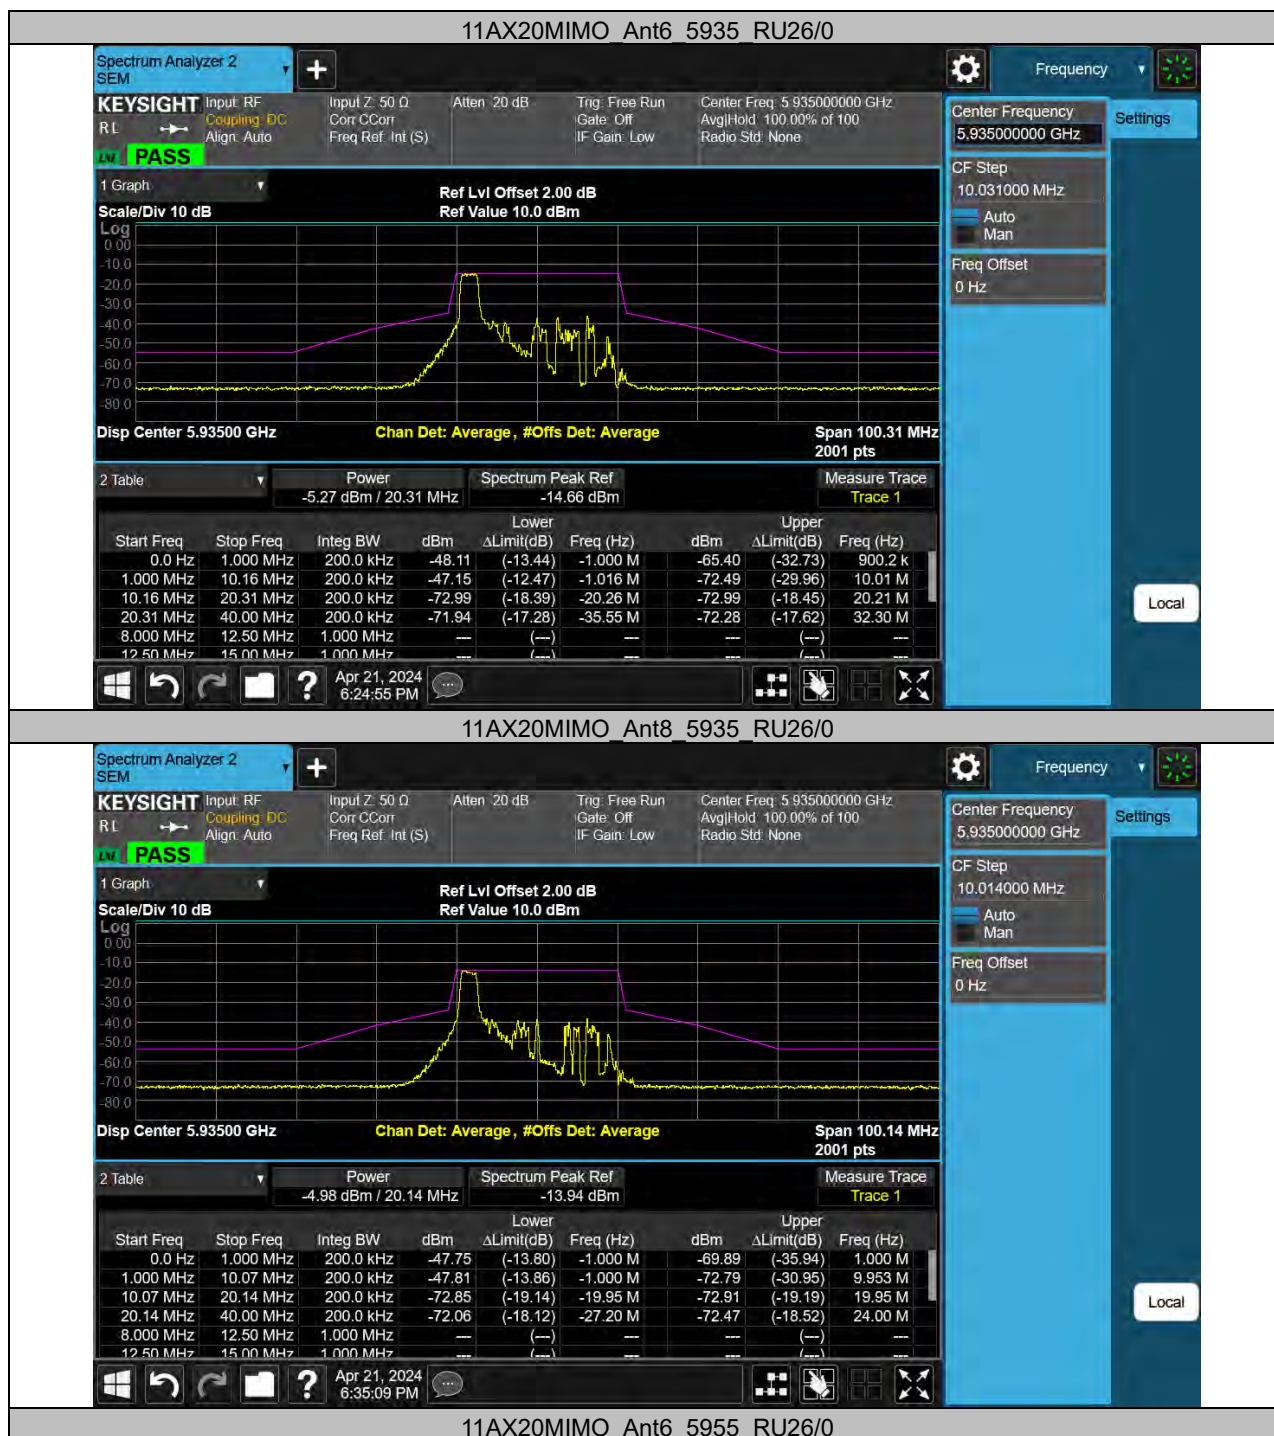 11AX20MIMO_Ant6_5935_RU26/0
Spectrum Analyzer 2
SEM
Frequency
KEYSIGHT
RL
PASS
Input: RF
Coupling: DC
Align: Auto
Input Z: 50 Ω
Corr CCorr
Freq Ref: Int (S)
Atten: 20 dB
Trig: Free Run
Gate: Off
IF Gain: Low
Center Freq: 5.935000000 GHz
Avg|Hold: 100.00% of 100
Radio Std: None
Center Frequency
5.935000000 GHz
Settings
CF Step
10.031000 MHz
Auto
Man
Freq Offset
0 Hz
1 Graph
Scale/Div 10 dB
Ref Lvl Offset 2.00 dB
Ref Value 10.0 dBm
Log
0.00
-10.0
-20.0
-30.0
-40.0
-50.0
-60.0
-70.0
-80.0
Disp Center 5.93500 GHz
Chan Det: Average, #Offs Det: Average
Span 100.31 MHz
2001 pts
2 Table
Power
-5.27 dBm / 20.31 MHz
Spectrum Peak Ref
-14.66 dBm
Measure Trace
Trace 1
Lower Upper
Start Freq Stop Freq Integ BW dBm ΔLimit(dB) Freq (Hz) dBm ΔLimit(dB) Freq (Hz)
0.0 Hz 1.000 MHz 200.0 kHz -48.11 (-13.44) -1.000 M -65.40 (-32.73) 900.2 k
1.000 MHz 10.16 MHz 200.0 kHz -47.15 (-12.47) -1.016 M -72.49 (-29.96) 10.01 M
10.16 MHz 20.31 MHz 200.0 kHz -72.99 (-18.39) -20.26 M -72.99 (-18.45) 20.21 M
20.31 MHz 40.00 MHz 200.0 kHz -71.94 (-17.28) -35.55 M -72.28 (-17.62) 32.30 M
8.000 MHz 12.50 MHz 1.000 MHz --- (---) --- --- (---) ---
12.50 MHz 15.00 MHz 1.000 MHz --- (---) --- --- (---) ---
Local
Apr 21, 2024
6:24:55 PM
11AX20MIMO_Ant8_5935_RU26/0
Spectrum Analyzer 2
SEM
Frequency
KEYSIGHT
RL
PASS
Input: RF
Coupling: DC
Align: Auto
Input Z: 50 Ω
Corr CCorr
Freq Ref: Int (S)
Atten: 20 dB
Trig: Free Run
Gate: Off
IF Gain: Low
Center Freq: 5.935000000 GHz
Avg|Hold: 100.00% of 100
Radio Std: None
Center Frequency
5.935000000 GHz
Settings
CF Step
10.014000 MHz
Auto
Man
Freq Offset
0 Hz
1 Graph
Scale/Div 10 dB
Ref Lvl Offset 2.00 dB
Ref Value 10.0 dBm
Log
0.00
-10.0
-20.0
-30.0
-40.0
-50.0
-60.0
-70.0
-80.0
Disp Center 5.93500 GHz
Chan Det: Average, #Offs Det: Average
Span 100.14 MHz
2001 pts
2 Table
Power
-4.98 dBm / 20.14 MHz
Spectrum Peak Ref
-13.94 dBm
Measure Trace
Trace 1
Lower Upper
Start Freq Stop Freq Integ BW dBm ΔLimit(dB) Freq (Hz) dBm ΔLimit(dB) Freq (Hz)
0.0 Hz 1.000 MHz 200.0 kHz -47.75 (-13.80) -1.000 M -69.89 (-35.94) 1.000 M
1.000 MHz 10.07 MHz 200.0 kHz -47.81 (-13.86) -1.000 M -72.79 (-30.95) 9.953 M
10.07 MHz 20.14 MHz 200.0 kHz -72.85 (-19.14) -19.95 M -72.91 (-19.19) 19.95 M
20.14 MHz 40.00 MHz 200.0 kHz -72.06 (-18.12) -27.20 M -72.47 (-18.52) 24.00 M
8.000 MHz 12.50 MHz 1.000 MHz --- (---) --- --- (---) ---
12.50 MHz 15.00 MHz 1.000 MHz --- (---) --- --- (---) ---
Local
Apr 21, 2024
6:35:09 PM
11AX20MIMO_Ant6_5955_RU26/0